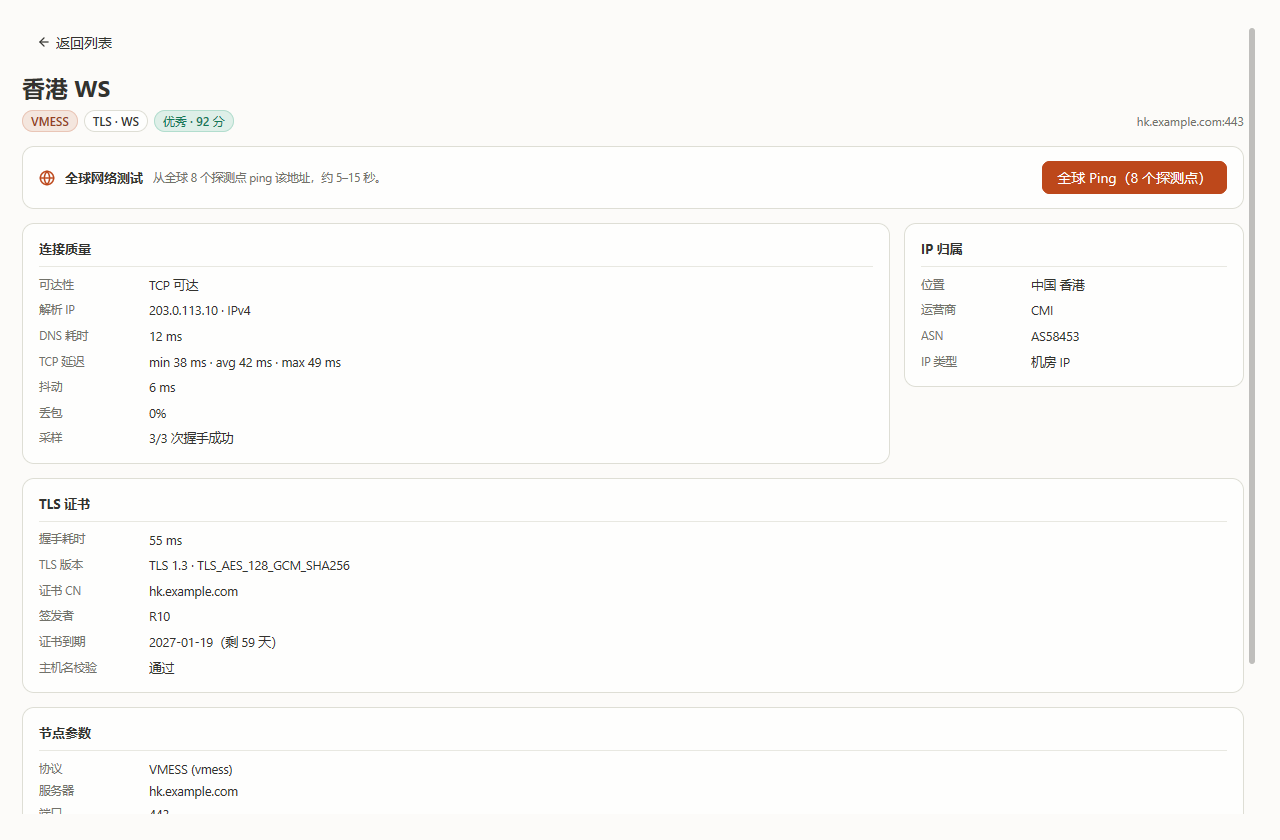 返回列表
香港 WS
VMESS TLS · WS 优秀 · 92 分 hk.example.com:443
全球网络测试 从全球 8 个探测点 ping 该地址，约 5–15 秒。 全球 Ping（8 个探测点）
连接质量
可达性 TCP 可达
解析 IP 203.0.113.10 · IPv4
DNS 耗时 12 ms
TCP 延迟 min 38 ms · avg 42 ms · max 49 ms
抖动 6 ms
丢包 0%
采样 3/3 次握手成功
IP 归属
位置 中国 香港
运营商 CMI
ASN AS58453
IP 类型 机房 IP
TLS 证书
握手耗时 55 ms
TLS 版本 TLS 1.3 · TLS_AES_128_GCM_SHA256
证书 CN hk.example.com
签发者 R10
证书到期 2027-01-19（剩 59 天）
主机名校验 通过
节点参数
协议 VMESS (vmess)
服务器 hk.example.com
端口 443